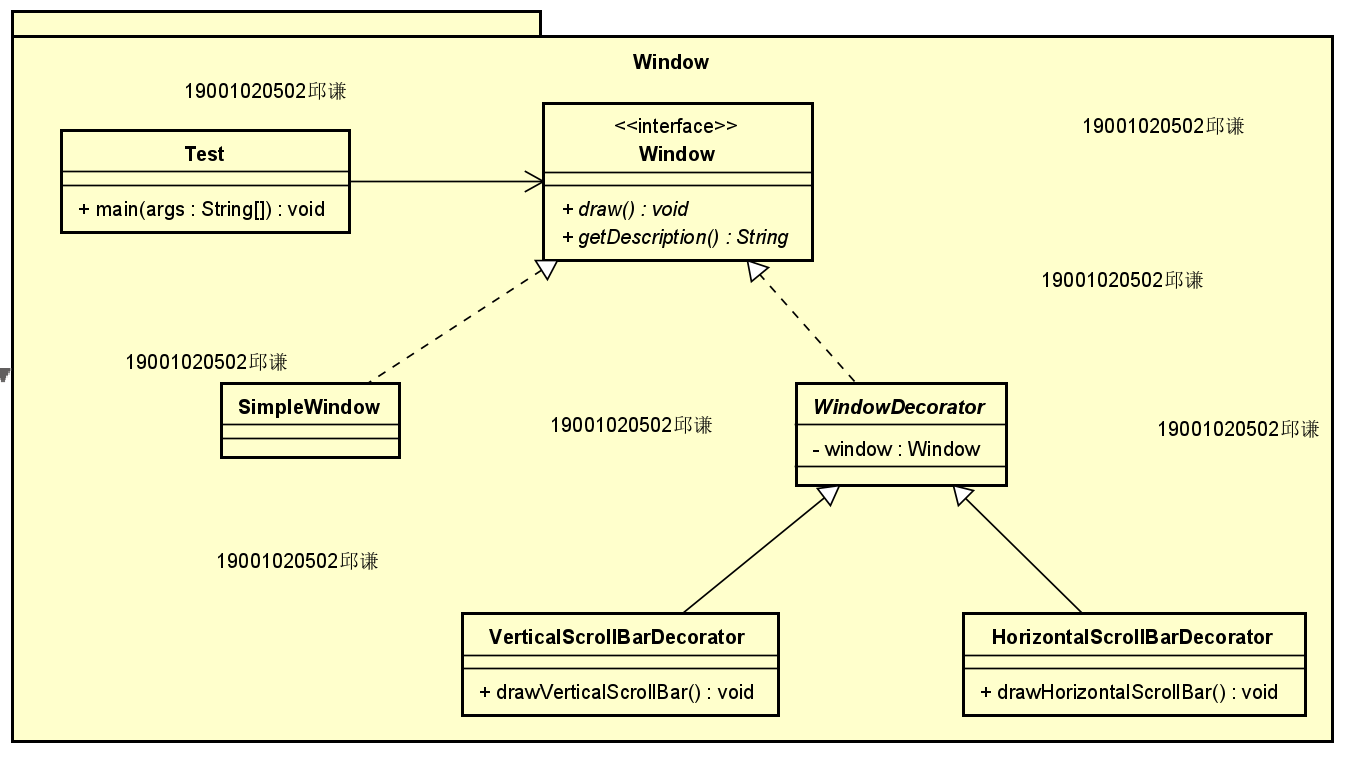 Window
19001020502邱谦
<<interface>>
Window
+ draw() : void
+ getDescription() : String
19001020502邱谦
Test
+ main(args : String[]) : void
19001020502邱谦
19001020502邱谦
SimpleWindow
19001020502邱谦
WindowDecorator
- window : Window
19001020502邱谦
19001020502邱谦
VerticalScrollBarDecorator
+ drawVerticalScrollBar() : void
HorizontalScrollBarDecorator
+ drawHorizontalScrollBar() : void